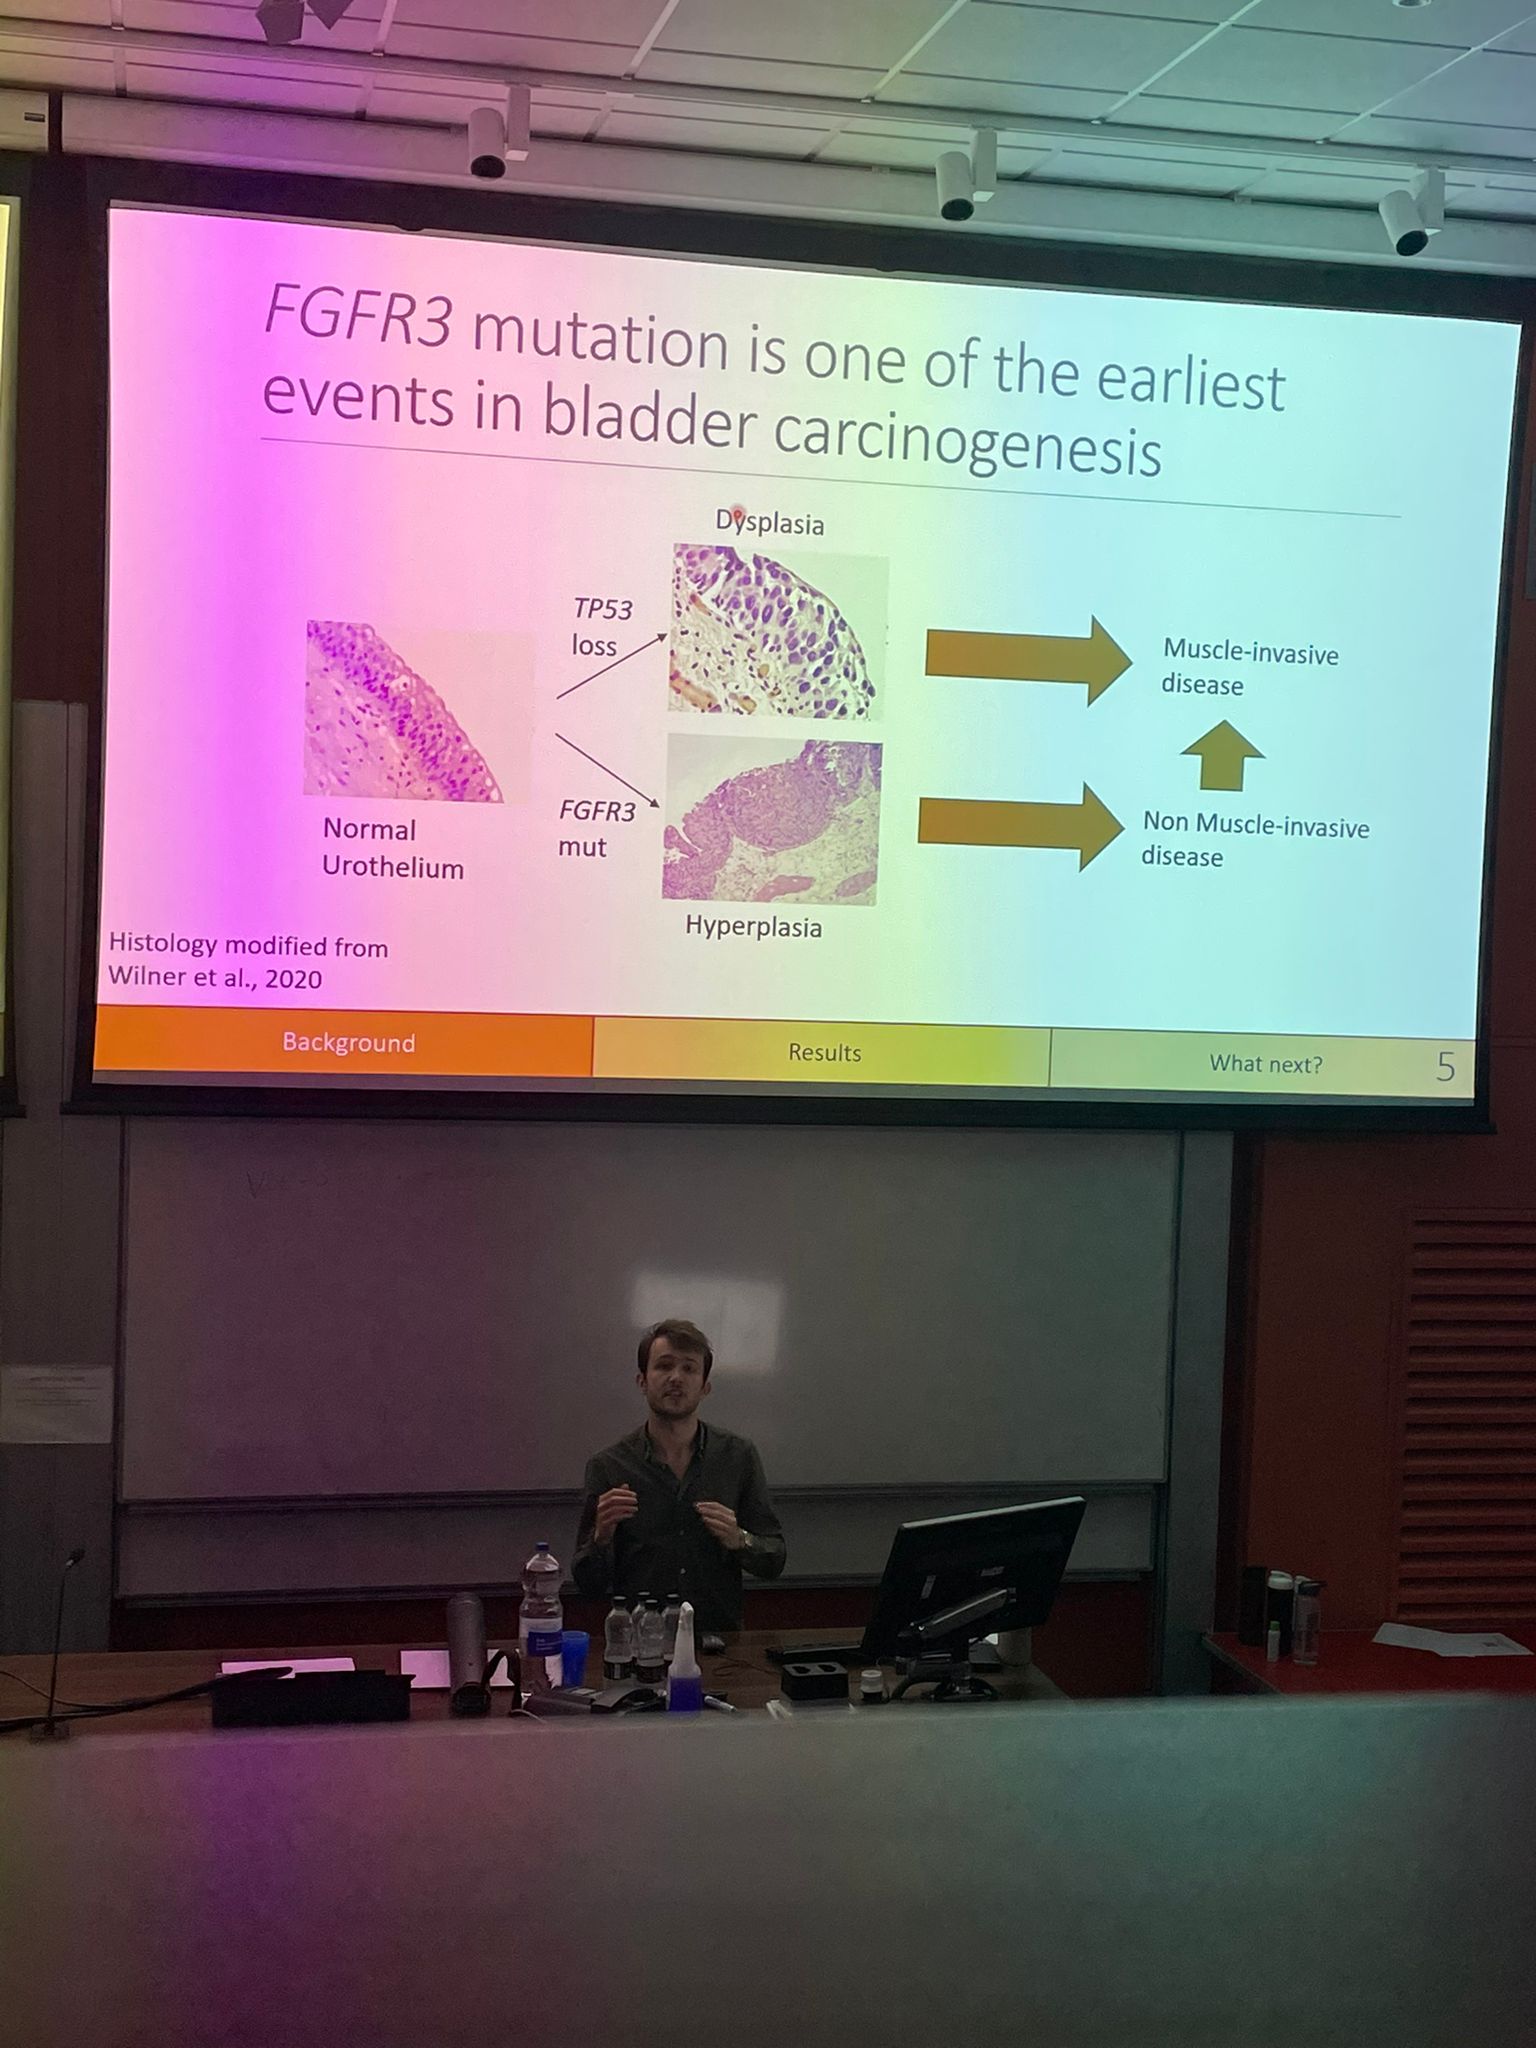 FGFR3 mutation is one of the earliest
events in bladder carcinogenesis
Dysplasia
TP53
loss
Muscle-invasive
disease
Normal
Urothelium
FGFR3
mut
Non Muscle-invasive
disease
Hyperplasia
Histology modified from
Wilner et al., 2020
Background
Results
What next?
5